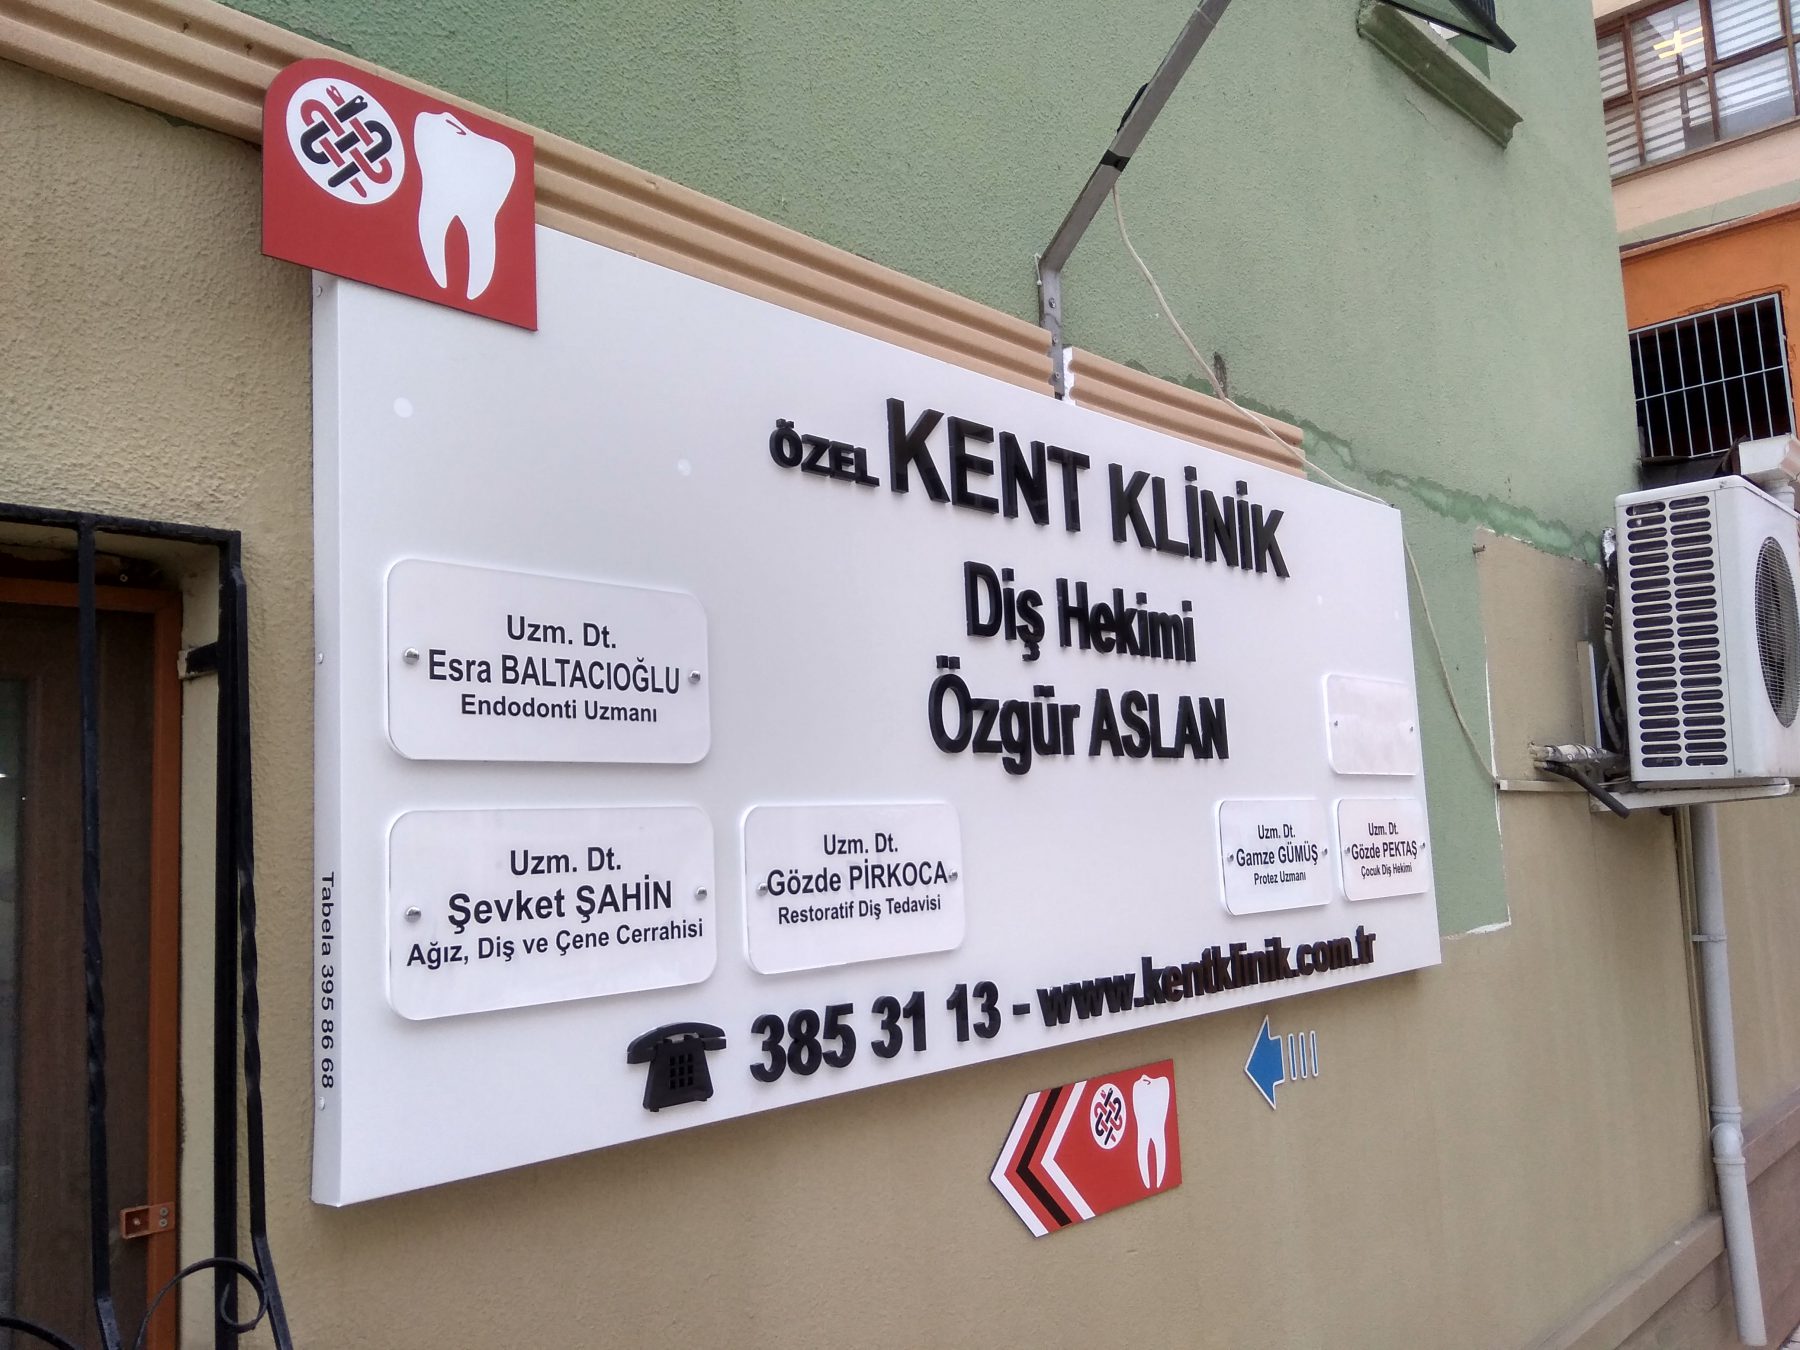 ÖZEL KENT KLİNİK
Diş Hekimi
Özgür ASLAN
Uzm. Dt.
Esra BALTACIOĞLU
Endodonti Uzmanı
Uzm. Dt.
Şevket ŞAHİN
Ağız, Diş ve Çene Cerrahisi
Uzm. Dt.
Gözde PİRKOCA
Restoratif Diş Tedavisi
Uzm. Dt.
Gamze GÜMÜŞ
Protez Uzmanı
Uzm. Dt.
Gözde PEKTAŞ
Çocuk Diş Hekimi
385 31 13 - www.kentklinik.com.tr
Tabela 395 86 68